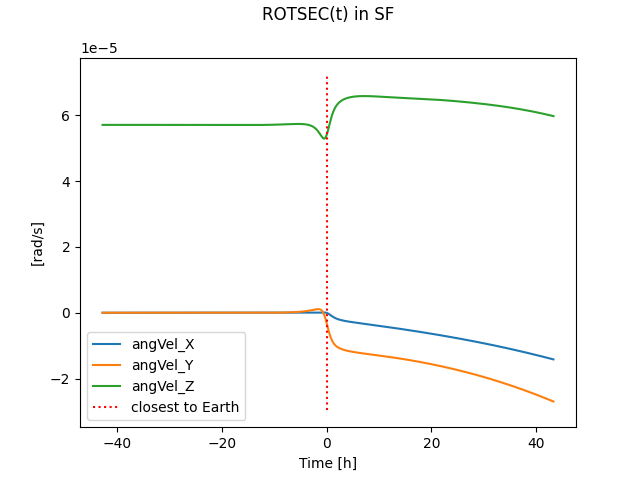 ROTSEC(t) in SF
1e−5
6
4
2
0
−2
[rad/s]
angVel_X
angVel_Y
angVel_Z
closest to Earth
−40
−20
0
20
40
Time [h]